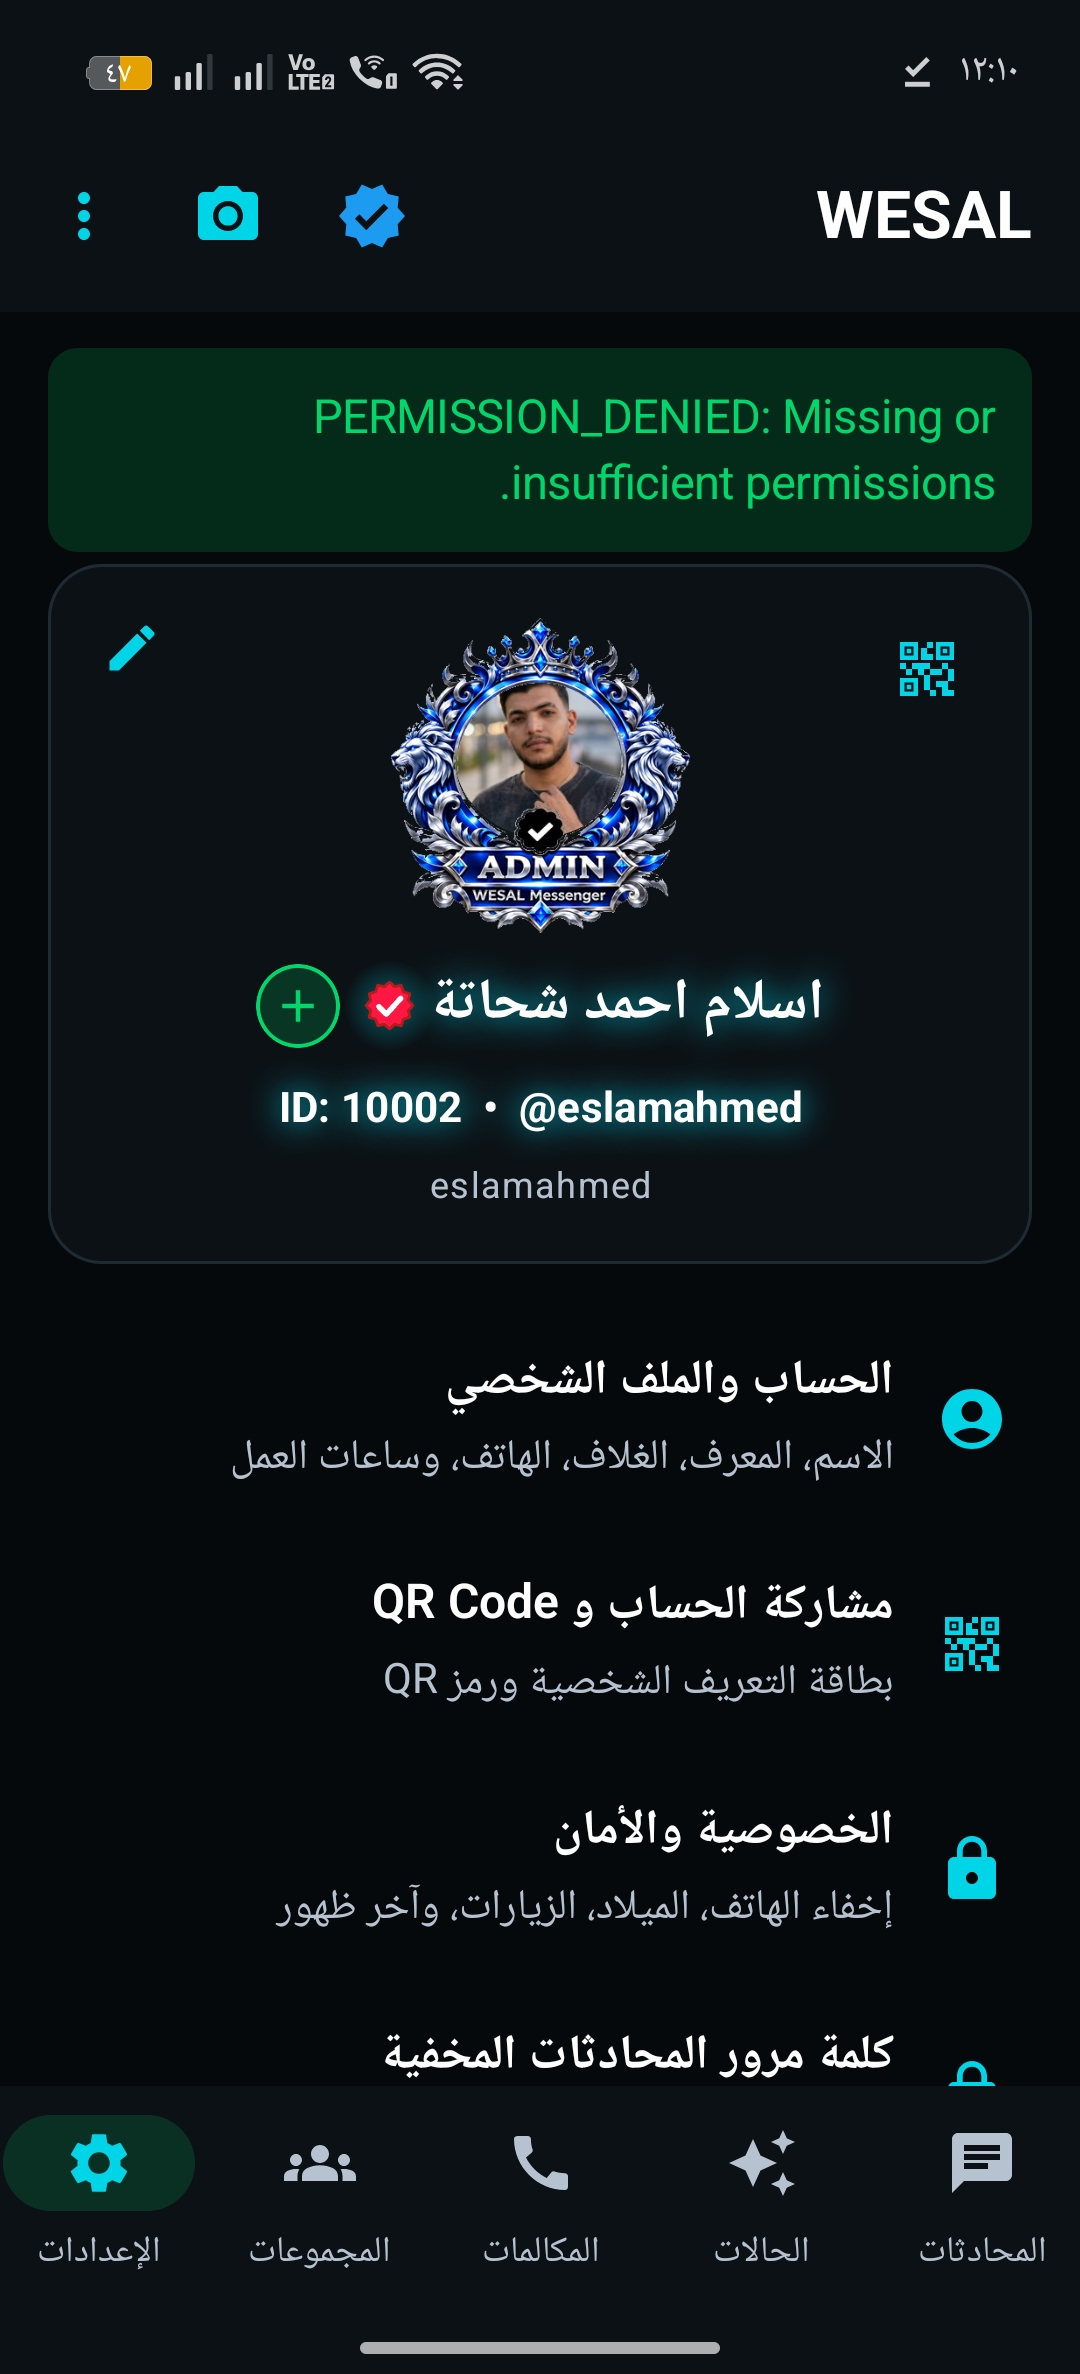 ١٢:١٠
Vo LTE2
٤٧
WESAL
PERMISSION_DENIED: Missing or
insufficient permissions.
ADMIN
WESAL Messenger
اسلام احمد شحاتة
ID: 10002 • @eslamahmed
eslamahmed
الحساب والملف الشخصي
الاسم، المعرف، الغلاف، الهاتف، وساعات العمل
مشاركة الحساب و QR Code
بطاقة التعريف الشخصية ورمز QR
الخصوصية والأمان
إخفاء الهاتف، الميلاد، الزيارات، وآخر ظهور
كلمة مرور المحادثات المخفية
المحادثات
الحالات
المكالمات
المجموعات
الإعدادات